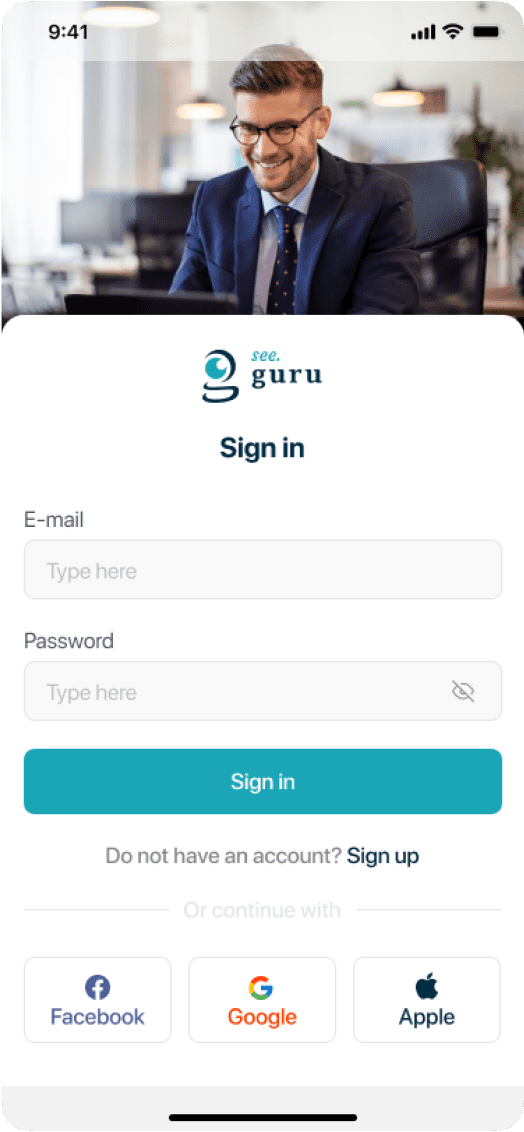 9:41
see.
guru
Sign in
E-mail
Type here
Password
Type here
Sign in
Do not have an account? Sign up
Or continue with
Facebook Google Apple